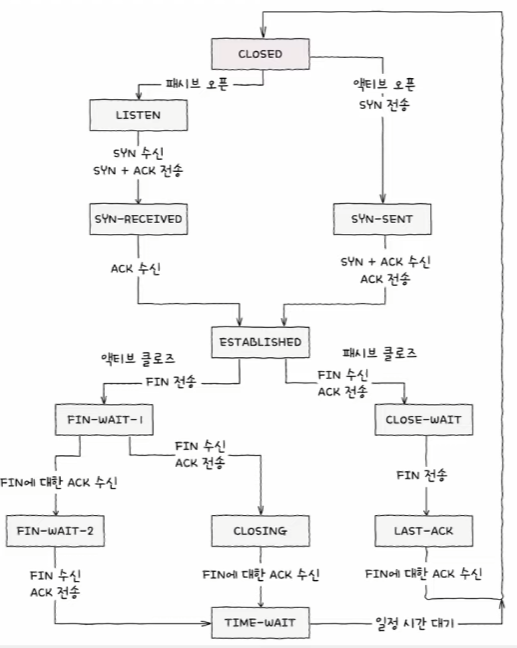 CLOSED
패시브 오픈
액티브 오픈
SYN 전송
LISTEN
SYN 수신
SYN + ACK 전송
SYN-RECEIVED
SYN-SENT
ACK 수신
SYN + ACK 수신
ACK 전송
ESTABLISHED
액티브 클로즈
패시브 클로즈
FIN 전송
FIN 수신
ACK 전송
FIN-WAIT-1
CLOSE-WAIT
FIN 수신
ACK 전송
FIN에 대한 ACK 수신
FIN 전송
FIN-WAIT-2
CLOSING
LAST-ACK
FIN 수신
ACK 전송
FIN에 대한 ACK 수신
FIN에 대한 ACK 수신
TIME-WAIT
일정 시간 대기